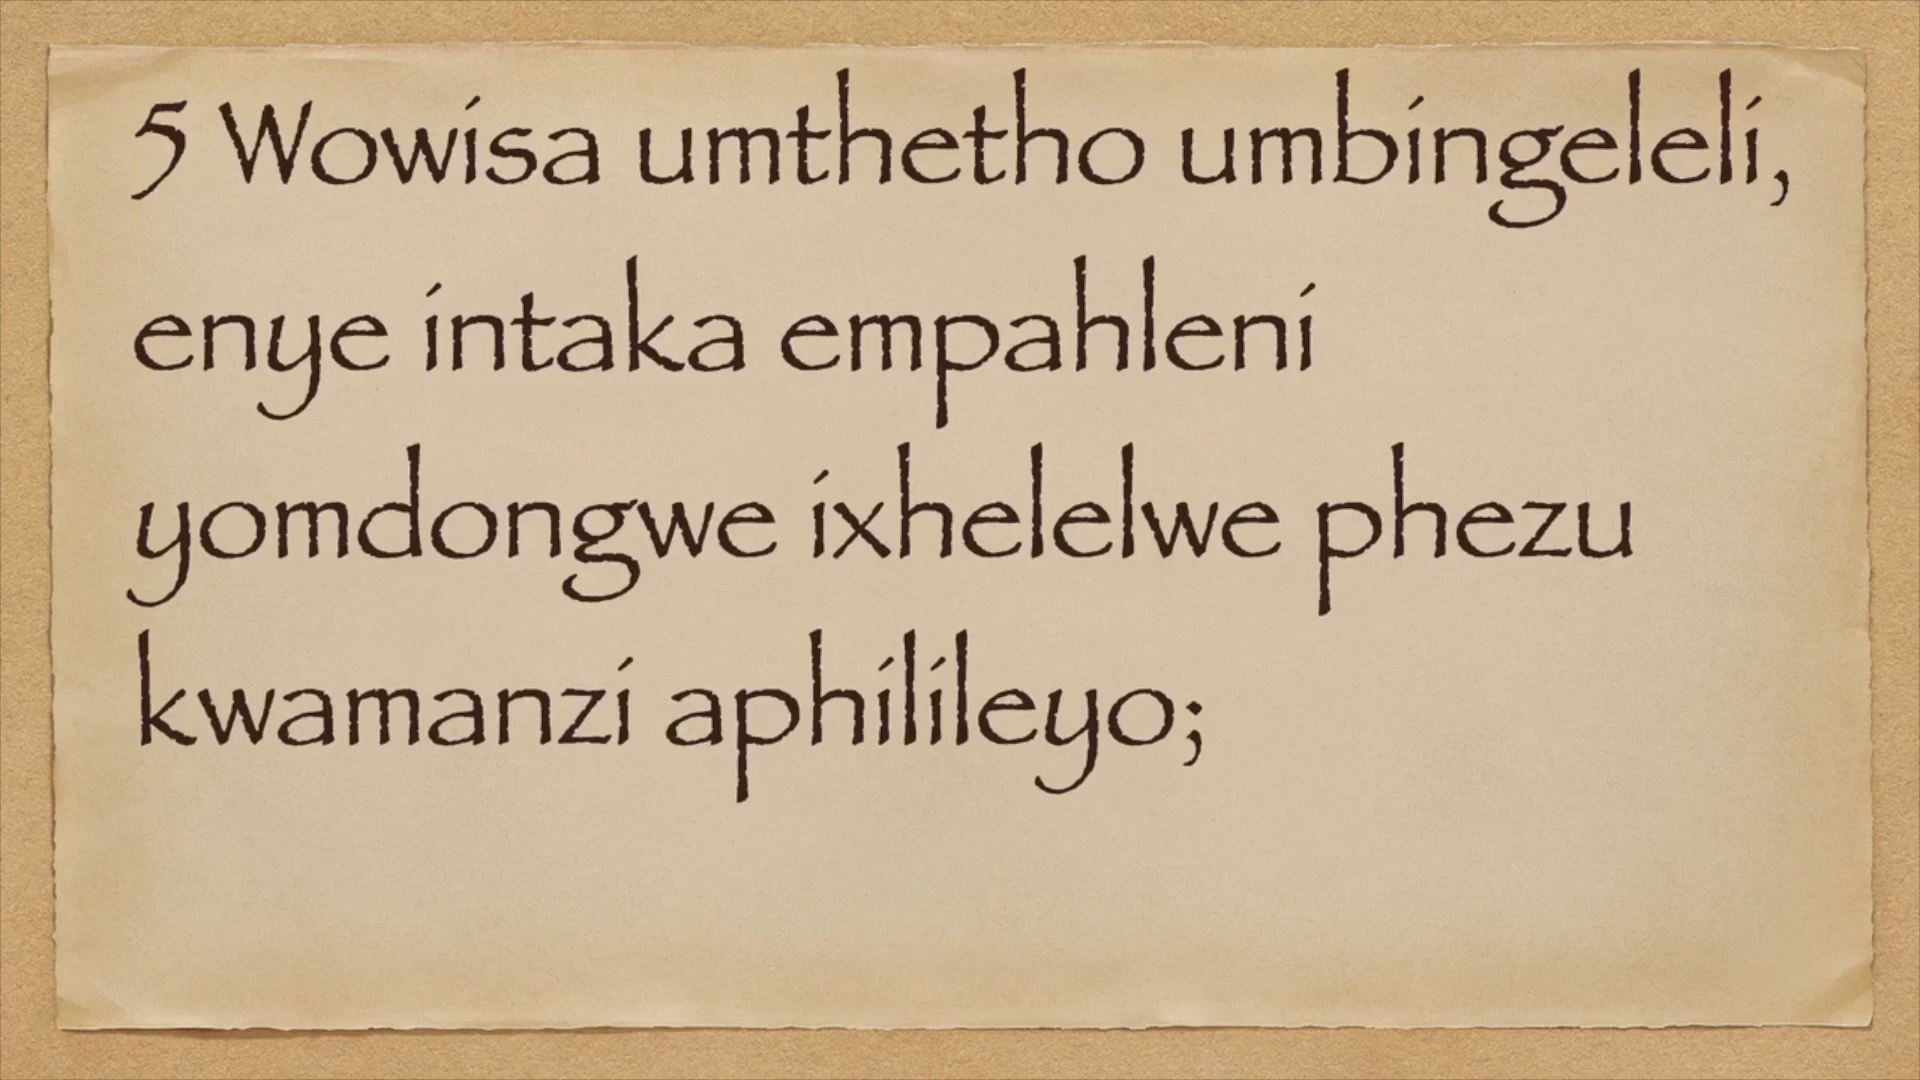 5 Wowisa umthetho umbingeleli,
enye intaka empahleni
yomdongwe ixhelelwe phezu
kwamanzi aphilileyo;